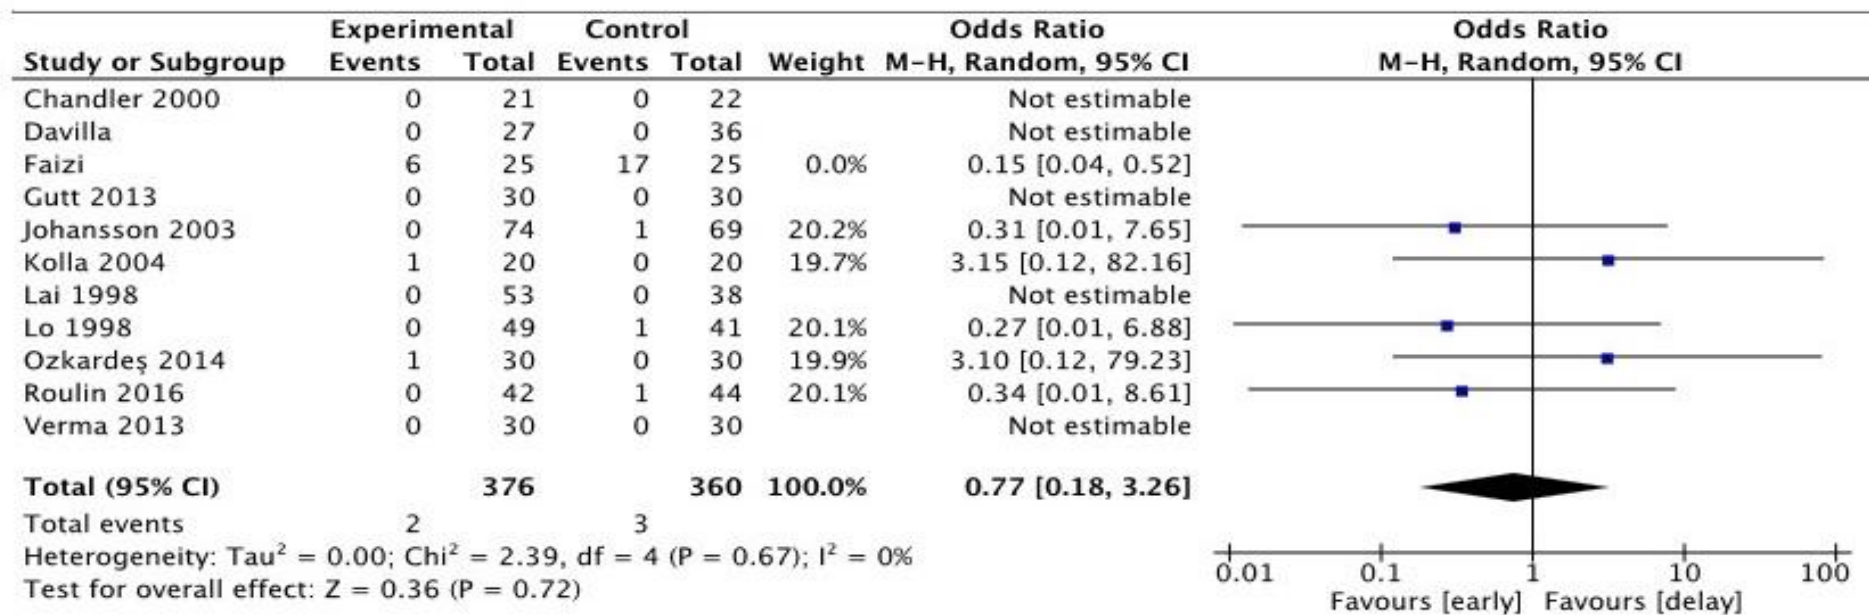 Experimental Control Odds Ratio Odds Ratio
Study or Subgroup Events Total Events Total Weight M-H, Random, 95% CI M-H, Random, 95% CI
Chandler 2000 0 21 0 22 Not estimable
Davilla 0 27 0 36 Not estimable
Faizi 6 25 17 25 0.0% 0.15 [0.04, 0.52]
Gutt 2013 0 30 0 30 Not estimable
Johansson 2003 0 74 1 69 20.2% 0.31 [0.01, 7.65]
Kolla 2004 1 20 0 20 19.7% 3.15 [0.12, 82.16]
Lai 1998 0 53 0 38 Not estimable
Lo 1998 0 49 1 41 20.1% 0.27 [0.01, 6.88]
Ozkardeş 2014 1 30 0 30 19.9% 3.10 [0.12, 79.23]
Roulin 2016 0 42 1 44 20.1% 0.34 [0.01, 8.61]
Verma 2013 0 30 0 30 Not estimable
Total (95% CI) 376 360 100.0% 0.77 [0.18, 3.26]
Total events 2 3
Heterogeneity: Tau² = 0.00; Chi² = 2.39, df = 4 (P = 0.67); I² = 0%
Test for overall effect: Z = 0.36 (P = 0.72)
0.01 0.1 1 10 100
Favours [early] Favours [delay]